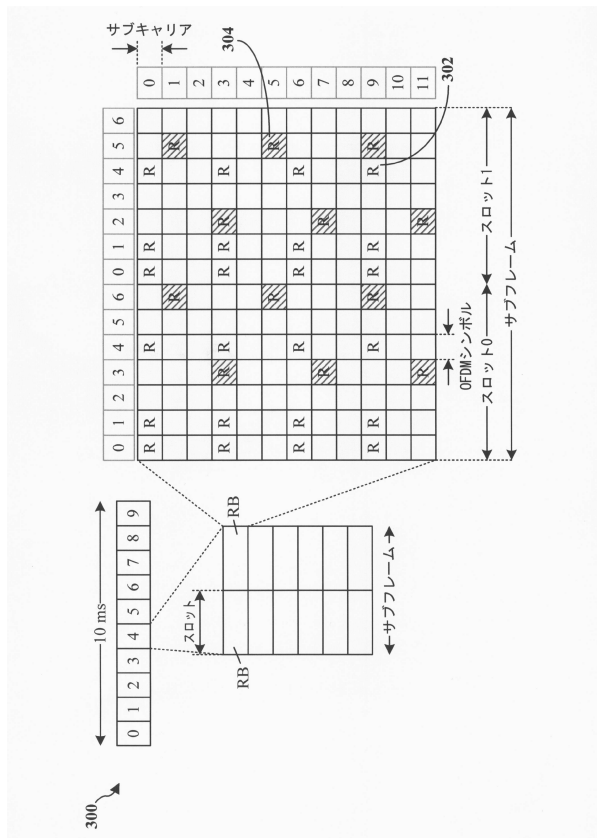 300
10 ms
0 1 2 3 4 5 6 7 8 9
スロット
RB RB
サブフレーム
サブキャリア
0 1 2 3 4 5 6 0 1 2 3 4 5 6
R R R R R R 0
R R 1
2
R R R R R R R R 3
4
R R 5
R R R R R R 6
R R 7
8
R R R R R R R R 9
10
R R 11
304
302
OFDMシンボル
スロット0 スロット1
サブフレーム